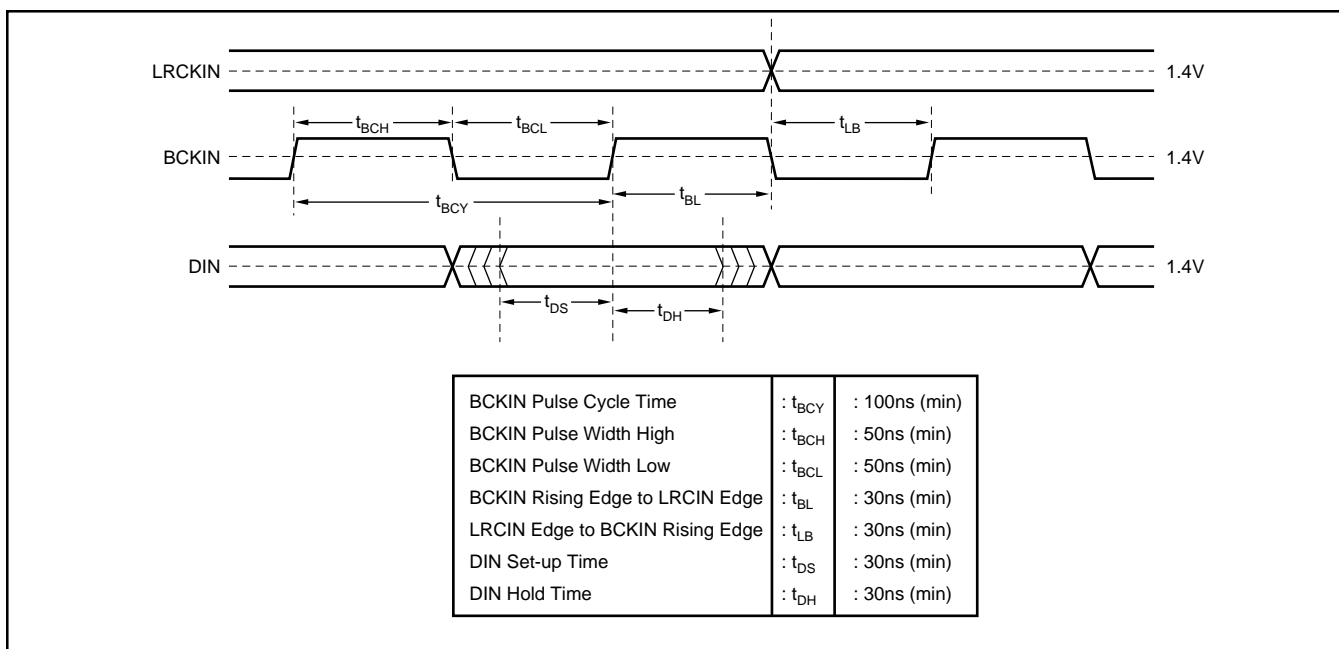 LRCKIN 1.4V
t_BCH t_BCL t_LB
BCKIN 1.4V
t_BCY t_BL
DIN 1.4V
t_DS t_DH
BCKIN Pulse Cycle Time : t_BCY : 100ns (min)
BCKIN Pulse Width High : t_BCH : 50ns (min)
BCKIN Pulse Width Low : t_BCL : 50ns (min)
BCKIN Rising Edge to LRCIN Edge : t_BL : 30ns (min)
LRCIN Edge to BCKIN Rising Edge : t_LB : 30ns (min)
DIN Set-up Time : t_DS : 30ns (min)
DIN Hold Time : t_DH : 30ns (min)